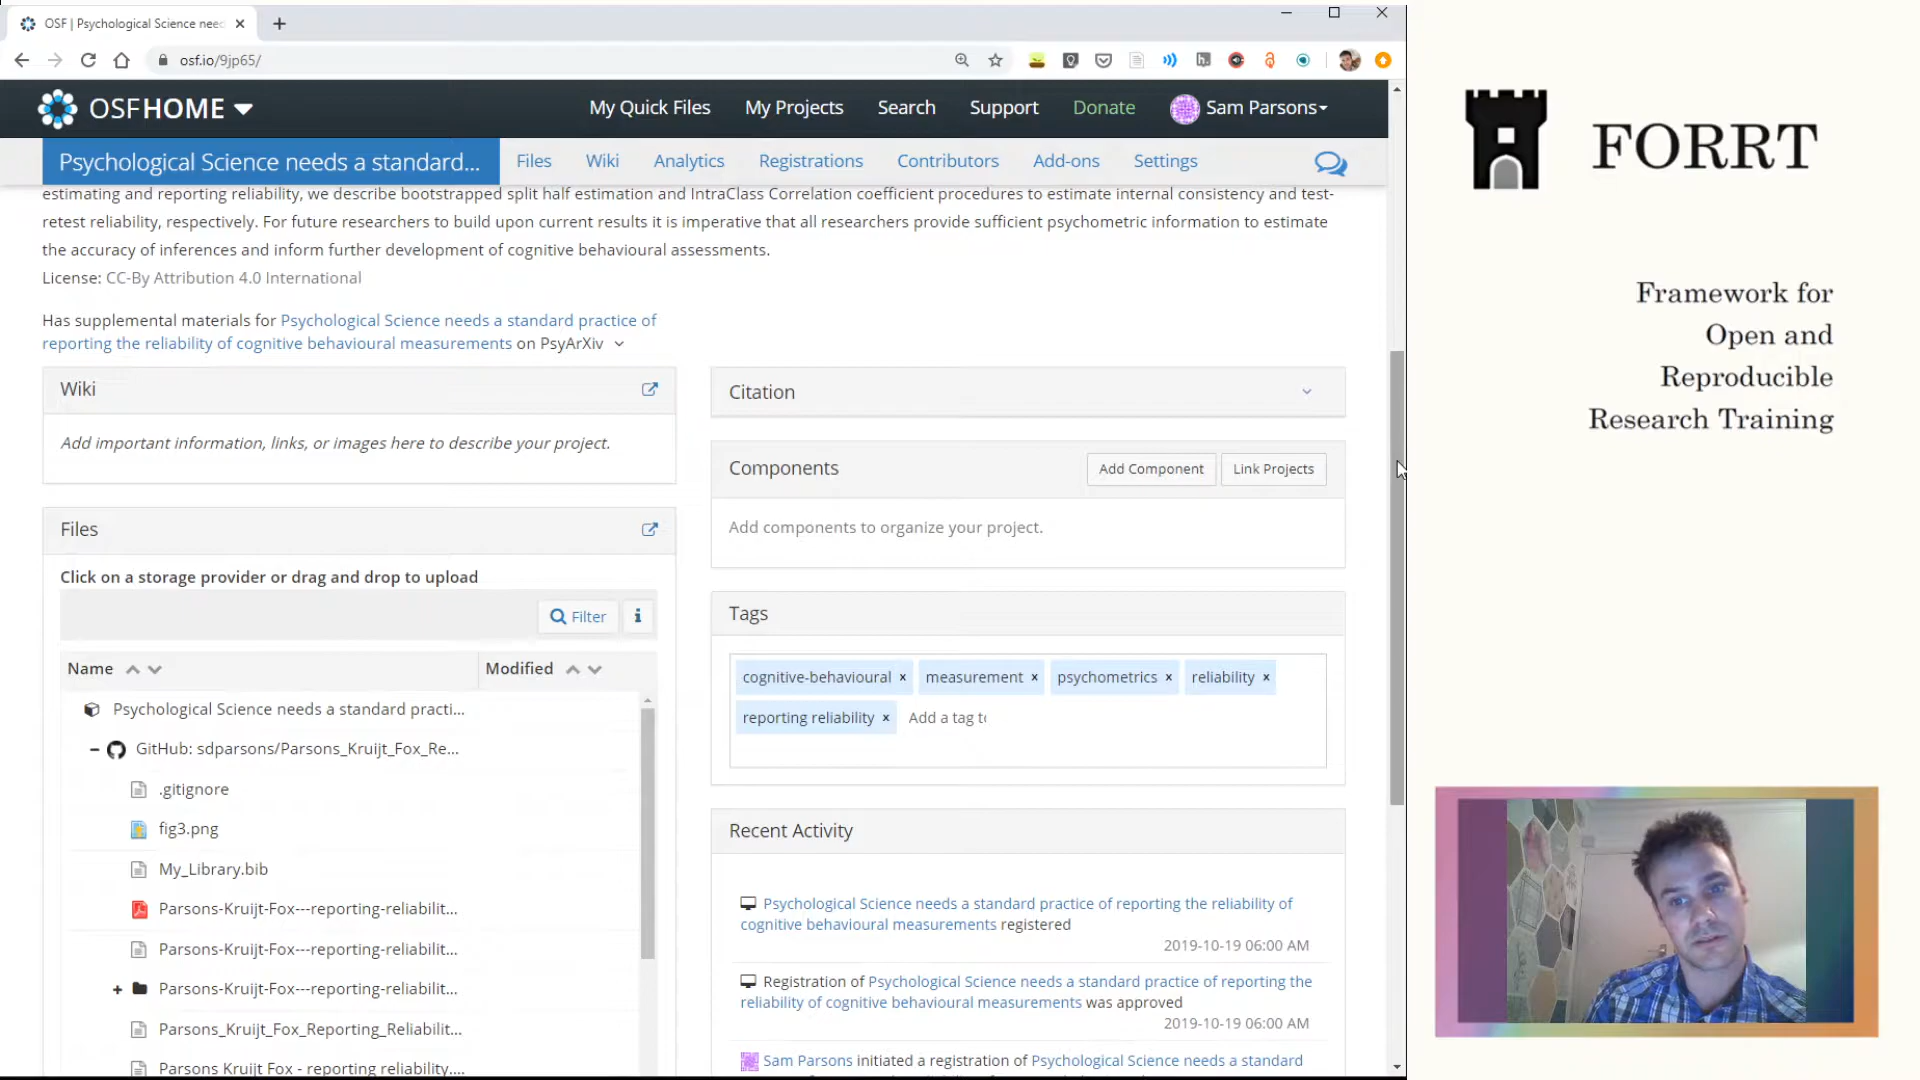 OSF | Psychological Science need
osf.io/9jp65/
OSFHOME
My Quick Files
My Projects
Search
Support
Donate
Sam Parsons
Psychological Science needs a standard...
Files
Wiki
Analytics
Registrations
Contributors
Add-ons
Settings
estimating and reporting reliability, we describe bootstrapped split half estimation and IntraClass Correlation coefficient procedures to estimate internal consistency and test-
retest reliability, respectively. For future researchers to build upon current results it is imperative that all researchers provide sufficient psychometric information to estimate
the accuracy of inferences and inform further development of cognitive behavioural assessments.
License: CC-By Attribution 4.0 International
Has supplemental materials for Psychological Science needs a standard practice of
reporting the reliability of cognitive behavioural measurements on PsyArXiv
Wiki
Add important information, links, or images here to describe your project.
Files
Click on a storage provider or drag and drop to upload
Filter
i
Name
Modified
Psychological Science needs a standard practi...
GitHub: sdparsons/Parsons_Kruijt_Fox_Re...
.gitignore
fig3.png
My_Library.bib
Parsons-Kruijt-Fox---reporting-reliabilit...
Parsons-Kruijt-Fox---reporting-reliabilit...
Parsons-Kruijt-Fox---reporting-reliabilit...
Parsons_Kruijt_Fox_Reporting_Reliabilit...
Parsons Kruijt Fox - reporting reliability....
Citation
Components
Add Component
Link Projects
Add components to organize your project.
Tags
cognitive-behavioural ×
measurement ×
psychometrics ×
reliability ×
reporting reliability ×
Add a tag to
Recent Activity
Psychological Science needs a standard practice of reporting the reliability of
cognitive behavioural measurements registered
2019-10-19 06:00 AM
Registration of Psychological Science needs a standard practice of reporting the
reliability of cognitive behavioural measurements was approved
2019-10-19 06:00 AM
Sam Parsons initiated a registration of Psychological Science needs a standard
FORRT
Framework for
Open and
Reproducible
Research Training